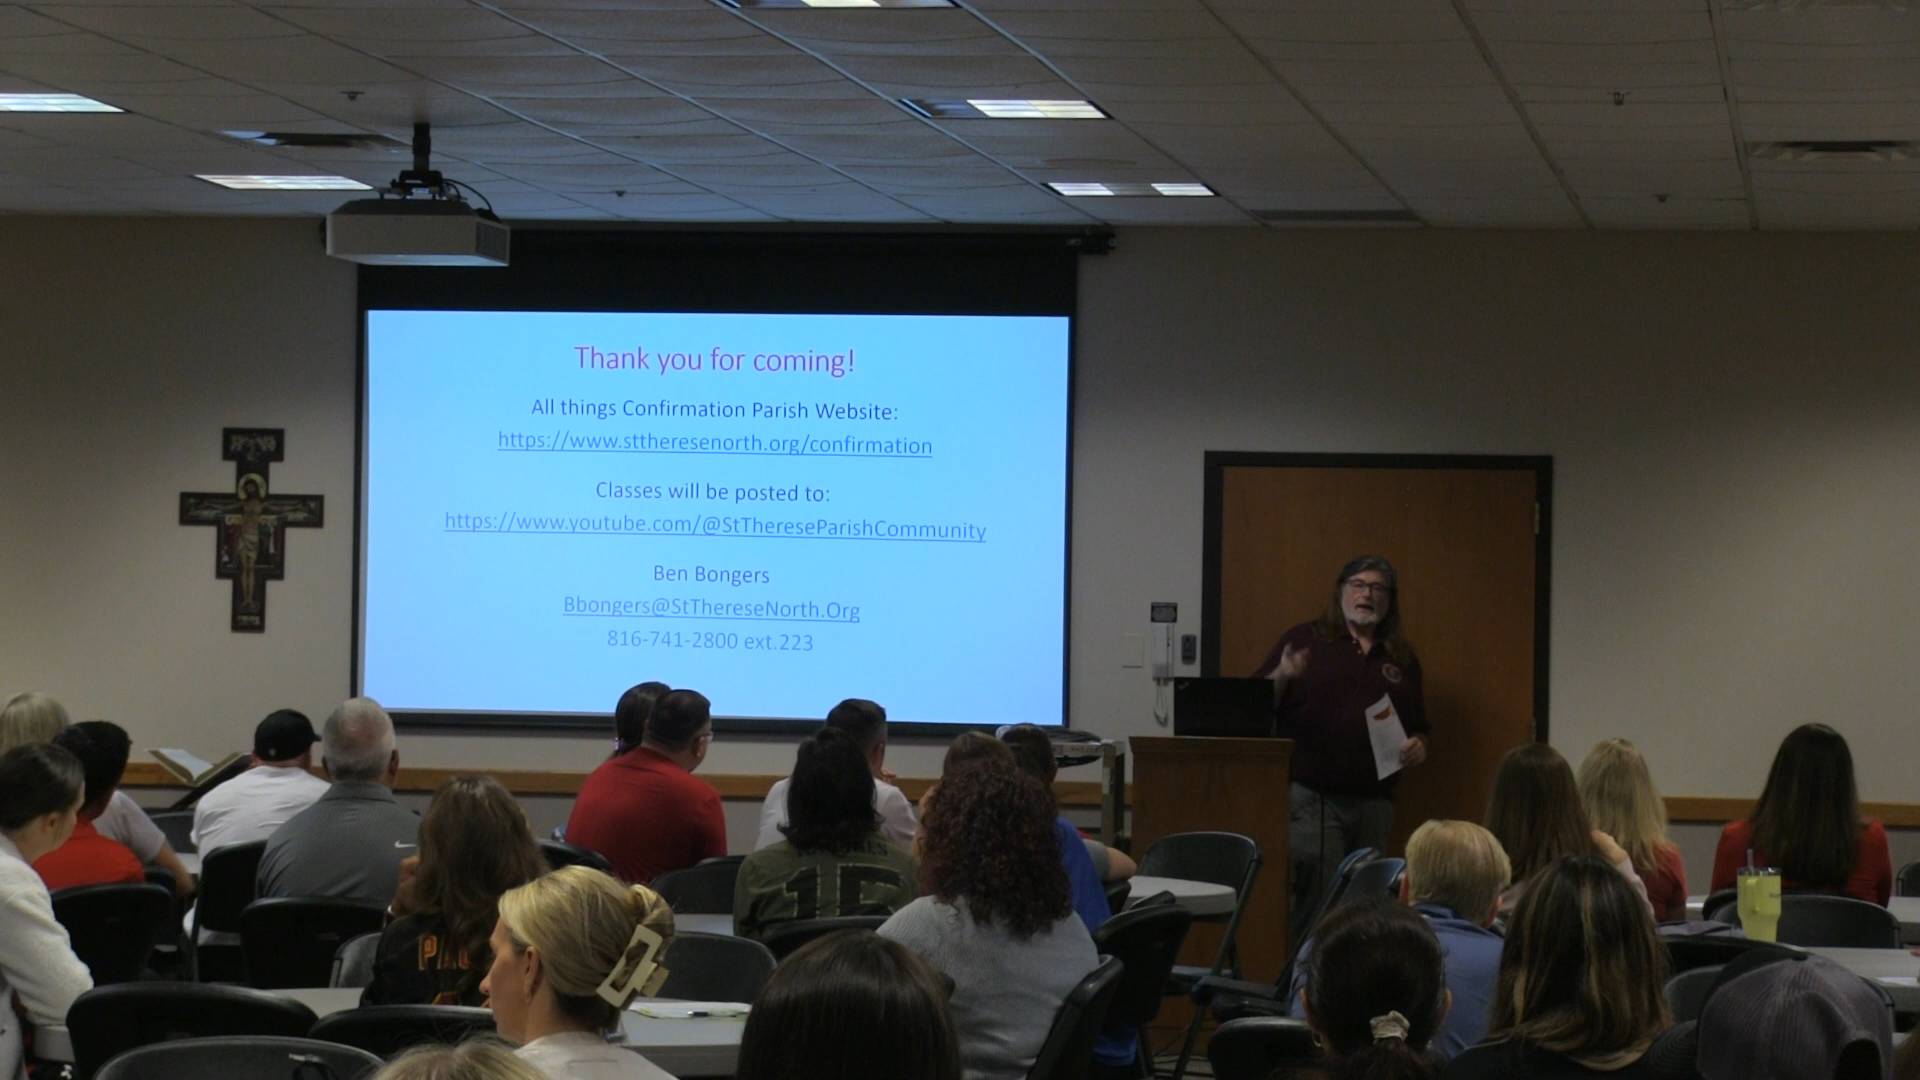 Thank you for coming!
All things Confirmation Parish Website:
https://www.sttheresenorth.org/confirmation
Classes will be posted to:
https://www.youtube.com/@StThereseParishCommunity
Ben Bongers
Bbongers@StThereseNorth.Org
816-741-2800 ext.223
15